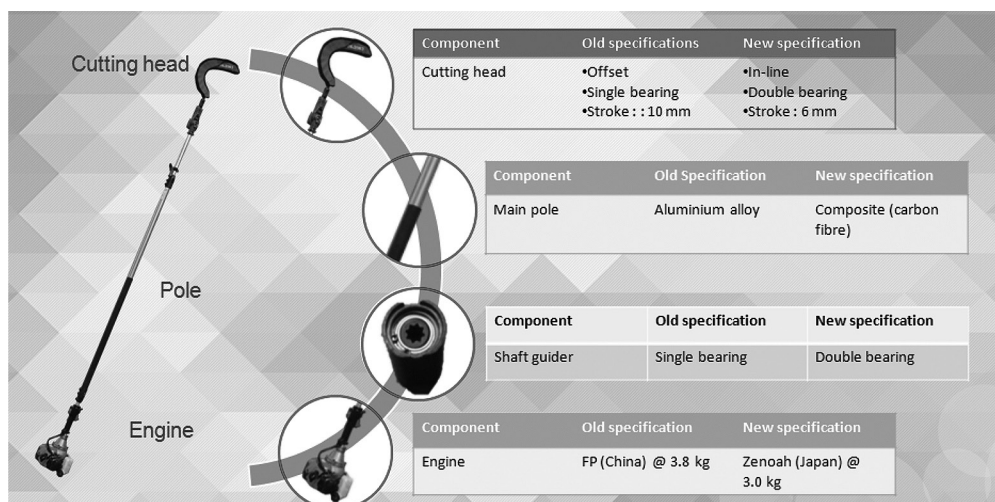 Cutting head
Pole
Engine
Component Old specifications New specification
Cutting head •Offset •In-line
•Single bearing •Double bearing
•Stroke : : 10 mm •Stroke : 6 mm
Component Old Specification New specification
Main pole Aluminium alloy Composite (carbon
fibre)
Component Old specification New specification
Shaft guider Single bearing Double bearing
Component Old specification New specification
Engine FP (China) @ 3.8 kg Zenoah (Japan) @
3.0 kg